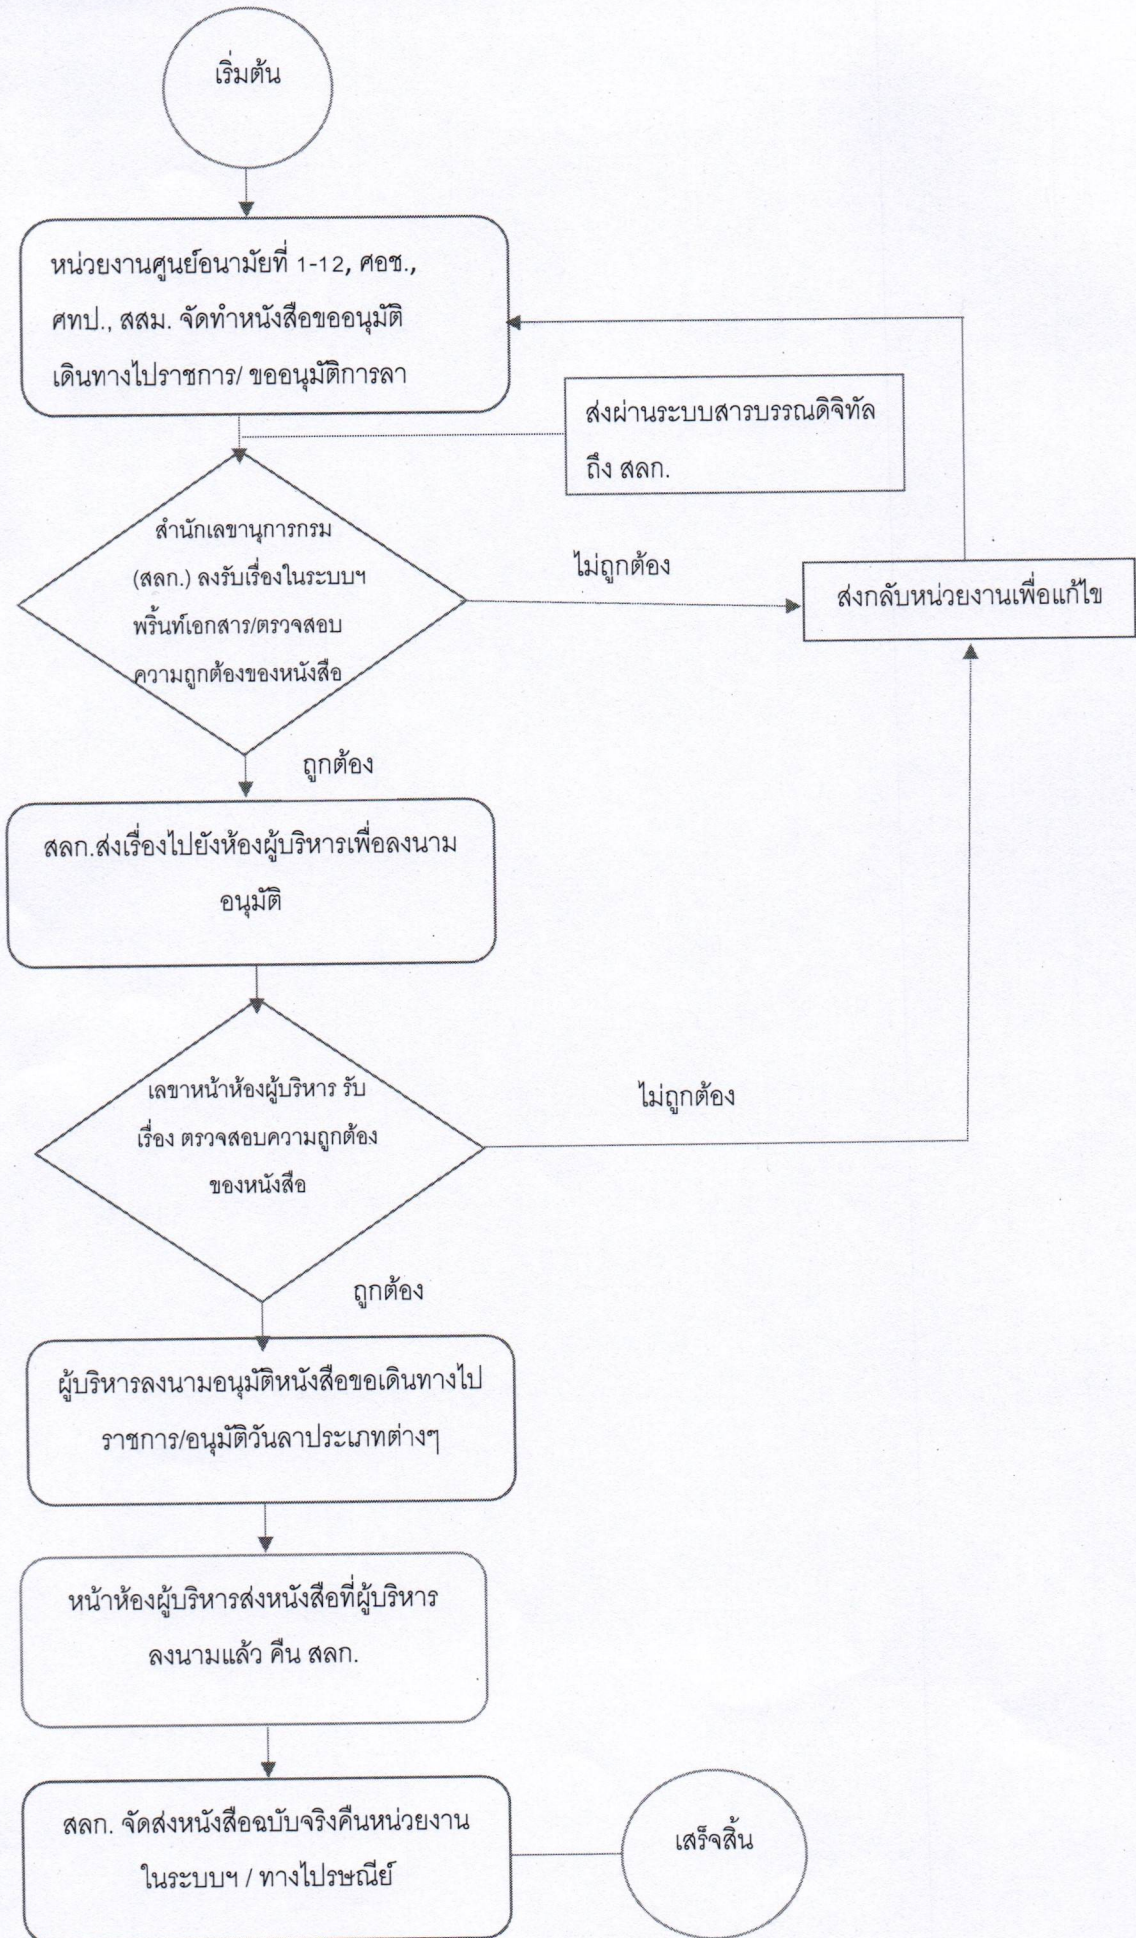 เริ่มต้น
หน่วยงานศูนย์อนามัยที่ 1-12, ศอช.,
ศทป., สสม. จัดทำหนังสือขออนุมัติ
เดินทางไปราชการ/ ขออนุมัติการลา
ส่งผ่านระบบสารบรรณดิจิทัล
ถึง สลก.
สำนักเลขานุการกรม
(สลก.) ลงรับเรื่องในระบบฯ
พริ้นท์เอกสาร/ตรวจสอบ
ความถูกต้องของหนังสือ
ไม่ถูกต้อง
ส่งกลับหน่วยงานเพื่อแก้ไข
ถูกต้อง
สลก.ส่งเรื่องไปยังห้องผู้บริหารเพื่อลงนาม
อนุมัติ
เลขาหน้าห้องผู้บริหาร รับ
เรื่อง ตรวจสอบความถูกต้อง
ของหนังสือ
ไม่ถูกต้อง
ถูกต้อง
ผู้บริหารลงนามอนุมัติหนังสือขอเดินทางไป
ราชการ/อนุมัติวันลาประเภทต่างๆ
หน้าห้องผู้บริหารส่งหนังสือที่ผู้บริหาร
ลงนามแล้ว คืน สลก.
สลก. จัดส่งหนังสือฉบับจริงคืนหน่วยงาน
ในระบบฯ / ทางไปรษณีย์
เสร็จสิ้น